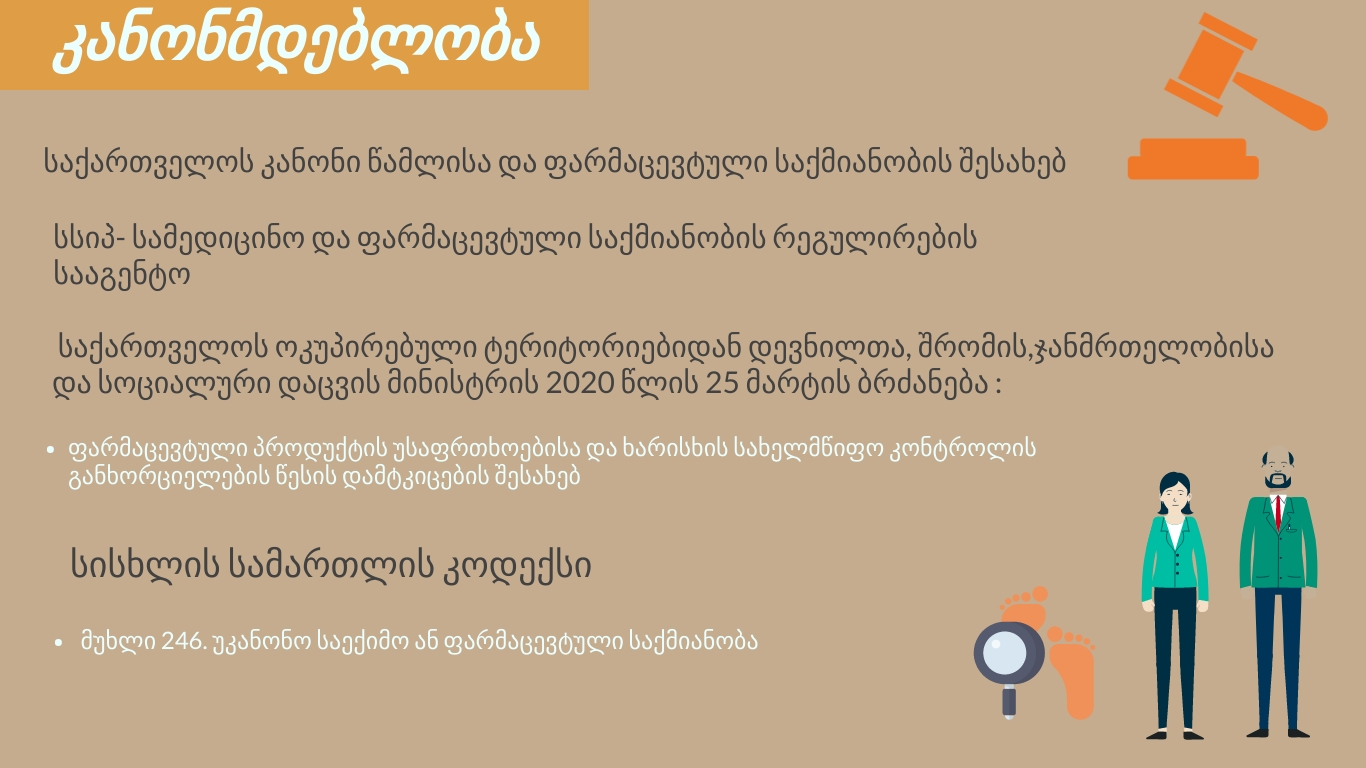 კანონმდებლობა
საქართველოს კანონი წამლისა და ფარმაცევტული საქმიანობის შესახებ
სსიპ- სამედიცინო და ფარმაცევტული საქმიანობის რეგულირების
სააგენტო
საქართველოს ოკუპირებული ტერიტორიებიდან დევნილთა, შრომის,ჯანმრთელობისა
და სოციალური დაცვის მინისტრის 2020 წლის 25 მარტის ბრძანება :
• ფარმაცევტული პროდუქტის უსაფრთხოებისა და ხარისხის სახელმწიფო კონტროლის
განხორციელების წესის დამტკიცების შესახებ
სისხლის სამართლის კოდექსი
• მუხლი 246. უკანონო საექიმო ან ფარმაცევტული საქმიანობა